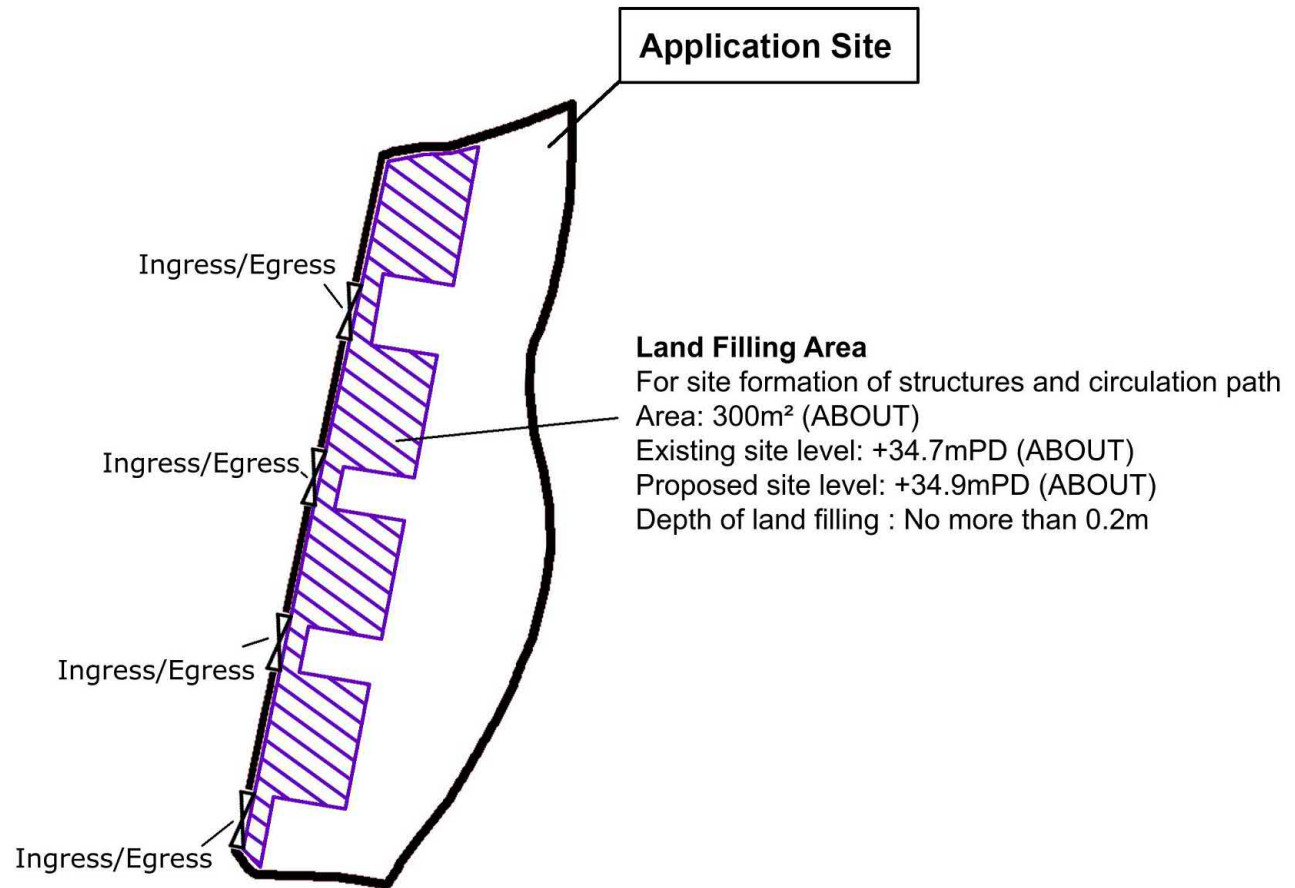 Application Site
Ingress/Egress
Land Filling Area
For site formation of structures and circulation path
Area: 300m² (ABOUT)
Existing site level: +34.7mPD (ABOUT)
Proposed site level: +34.9mPD (ABOUT)
Depth of land filling : No more than 0.2m
Ingress/Egress
Ingress/Egress
Ingress/Egress